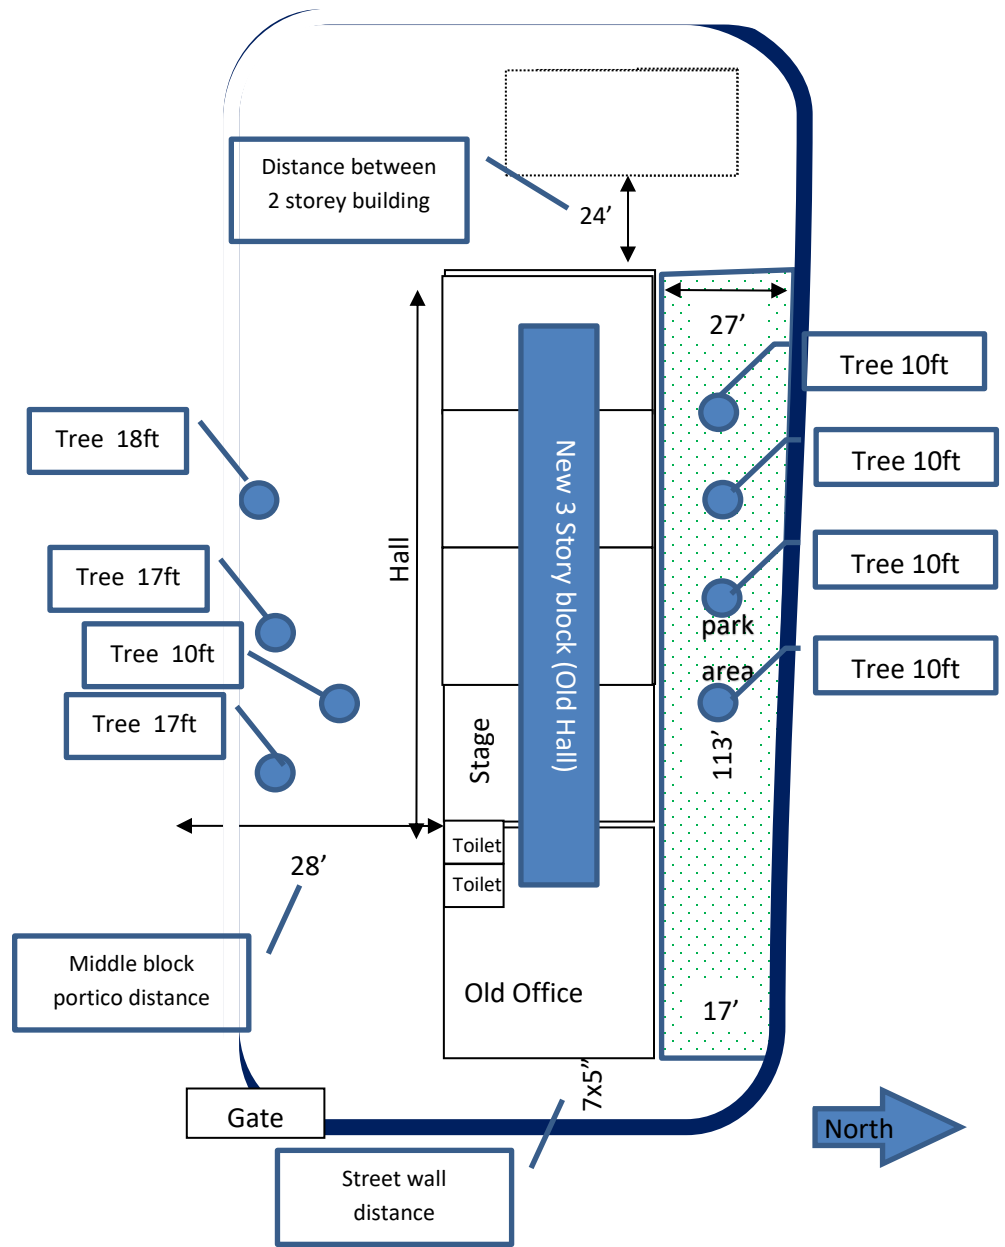 Distance between
2 storey building
24’
27’
Tree 10ft
Tree 18ft
Tree 10ft
Hall
New 3 Story block (Old Hall)
Tree 17ft
Tree 10ft
park
area
Tree 10ft
Tree 10ft
Tree 17ft
Stage
113’
Toilet
Toilet
28’
Middle block
portico distance
Old Office
17’
7x5”
Gate
North
Street wall
distance